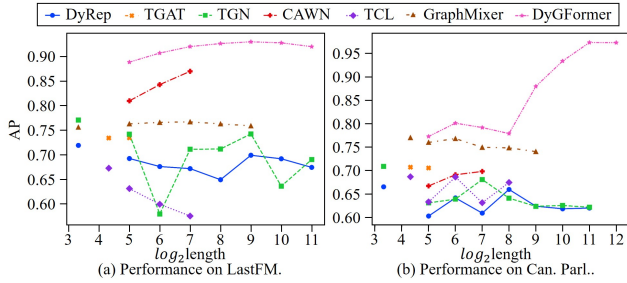 DyRep TGAT TGN CAWN TCL GraphMixer DyGFormer
AP
0.90
0.85
0.80
0.75
0.70
0.65
0.60
3 4 5 6 7 8 9 10 11
log₂length
(a) Performance on LastFM.
0.95
0.90
0.85
0.80
0.75
0.70
0.65
0.60
3 4 5 6 7 8 9 10 11 12
log₂length
(b) Performance on Can. Parl..